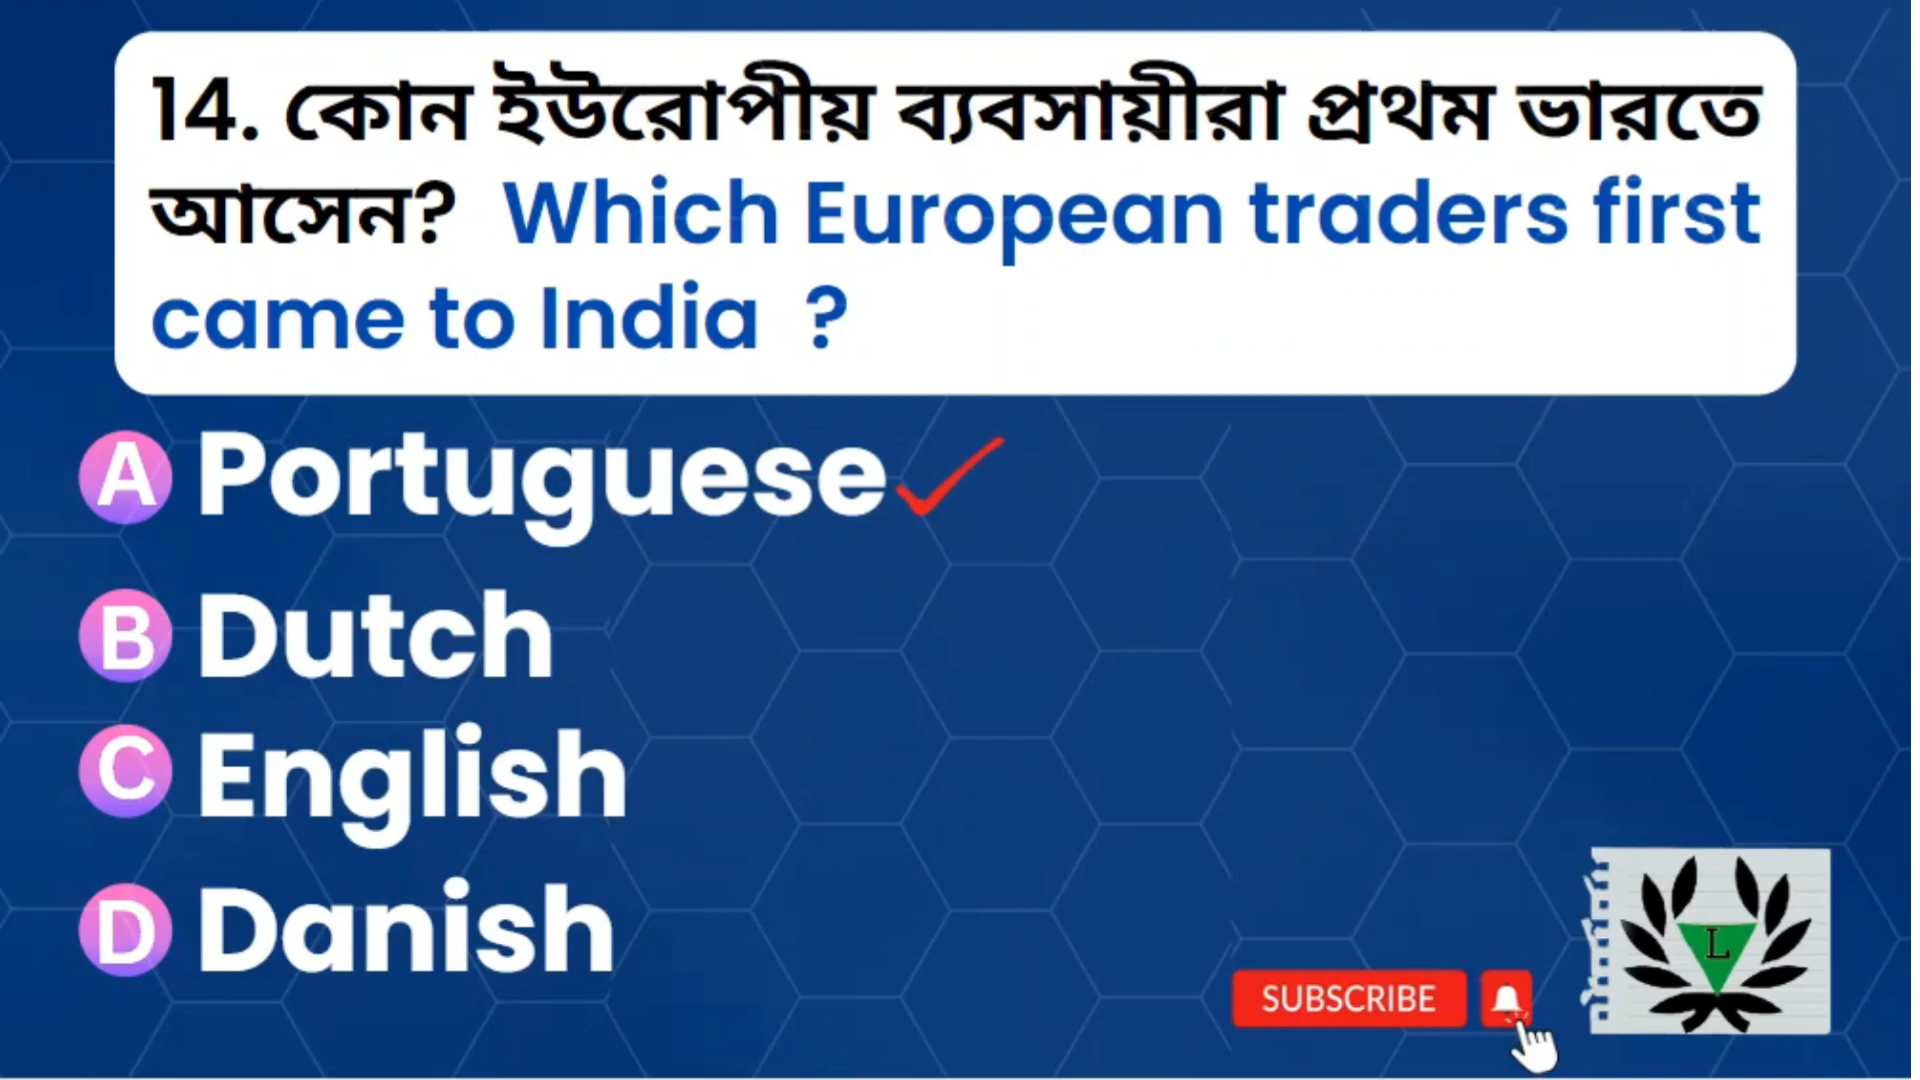 14. কোন ইউরোপীয় ব্যবসায়ীরা প্রথম ভারতে
আসেন? Which European traders first
came to India ?
A Portuguese
B Dutch
C English
D Danish
SUBSCRIBE
L